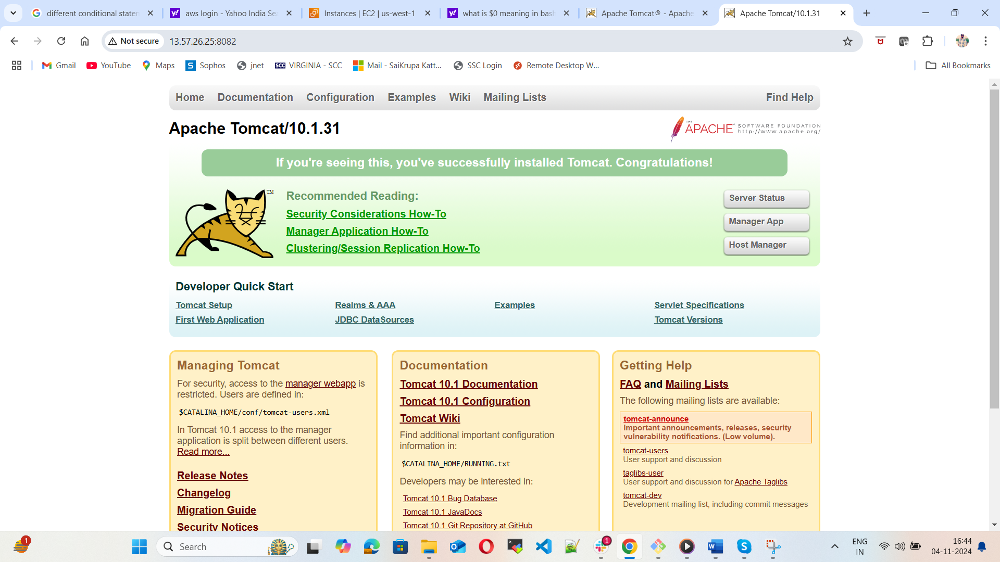 different conditional staten
aws login - Yahoo India Sea
Instances | EC2 | us-west-1
what is $0 meaning in bash
Apache Tomcat® - Apache
Apache Tomcat/10.1.31
Not secure
13.57.26.25:8082
Gmail
YouTube
Maps
Sophos
jnet
SCC VIRGINIA - SCC
Mail - SaiKrupa Katt...
SSC Login
Remote Desktop W...
All Bookmarks
Home
Documentation
Configuration
Examples
Wiki
Mailing Lists
Find Help
Apache Tomcat/10.1.31
THE APACHE SOFTWARE FOUNDATION
http://www.apache.org/
If you're seeing this, you've successfully installed Tomcat. Congratulations!
TM
Recommended Reading:
Security Considerations How-To
Manager Application How-To
Clustering/Session Replication How-To
Server Status
Manager App
Host Manager
Developer Quick Start
Tomcat Setup
First Web Application
Realms & AAA
JDBC DataSources
Examples
Servlet Specifications
Tomcat Versions
Managing Tomcat
For security, access to the manager webapp is
restricted. Users are defined in:
$CATALINA_HOME/conf/tomcat-users.xml
In Tomcat 10.1 access to the manager
application is split between different users.
Read more...
Release Notes
Changelog
Migration Guide
Security Notices
Documentation
Tomcat 10.1 Documentation
Tomcat 10.1 Configuration
Tomcat Wiki
Find additional important configuration
information in:
$CATALINA_HOME/RUNNING.txt
Developers may be interested in:
Tomcat 10.1 Bug Database
Tomcat 10.1 JavaDocs
Tomcat 10.1 Git Repository at GitHub
Getting Help
FAQ and Mailing Lists
The following mailing lists are available:
tomcat-announce
Important announcements, releases, security
vulnerability notifications. (Low volume).
tomcat-users
User support and discussion
taglibs-user
User support and discussion for Apache Taglibs
tomcat-dev
Development mailing list, including commit messages
1
Search
1
ENG
IN
16:44
04-11-2024